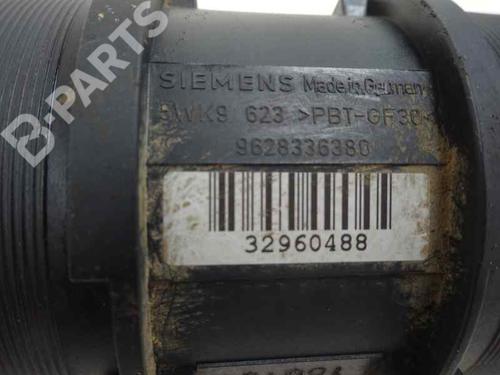 B-PARTS
SIEMENS Made in Germany
5WK9 623 >PBT-GF30<
9628336380
32960488